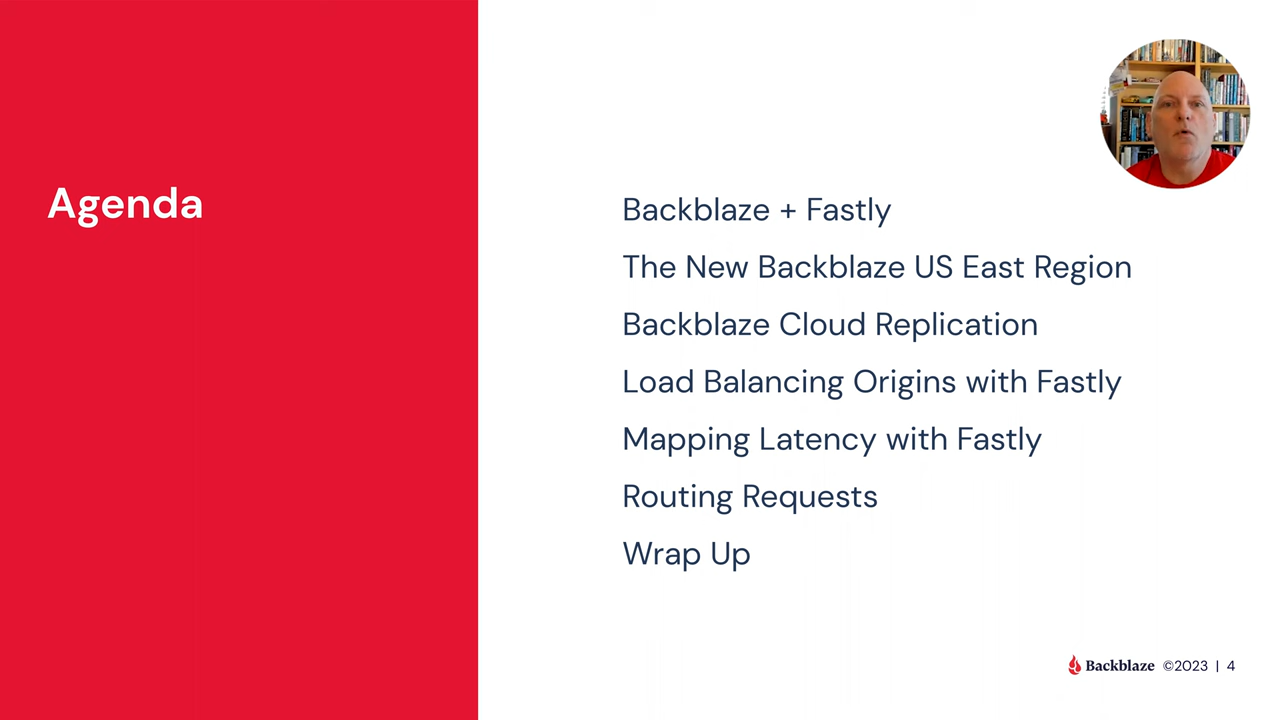 Agenda
Backblaze + Fastly
The New Backblaze US East Region
Backblaze Cloud Replication
Load Balancing Origins with Fastly
Mapping Latency with Fastly
Routing Requests
Wrap Up
Backblaze ©2023 | 4